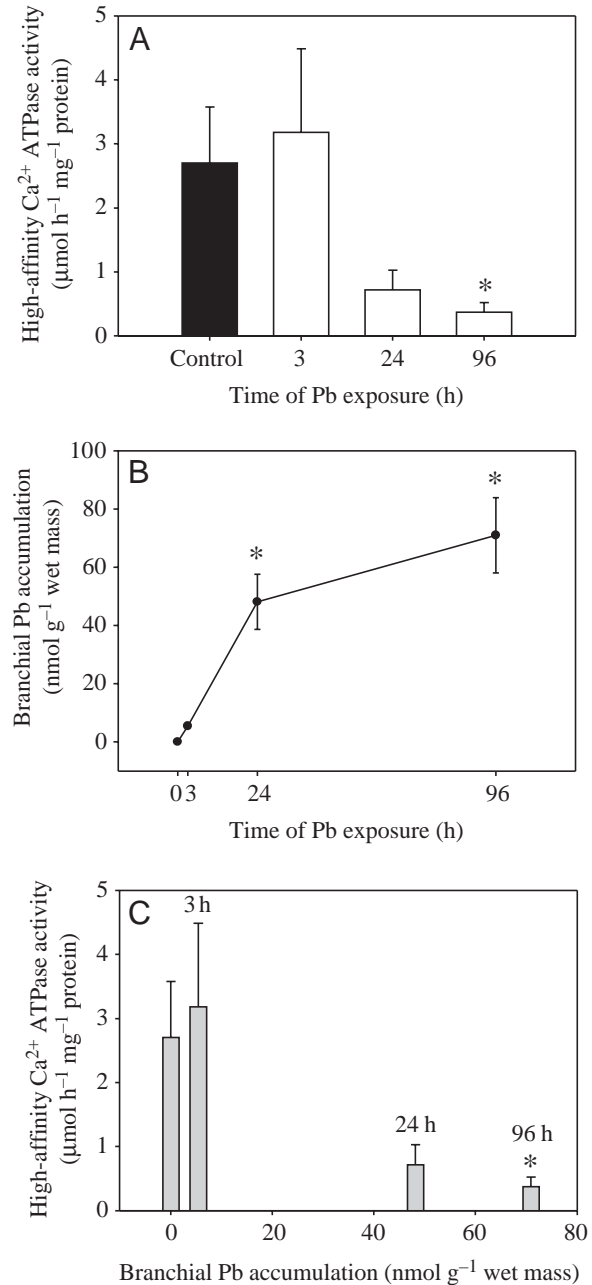 A
High-affinity Ca²⁺ ATPase activity
(µmol h⁻¹ mg⁻¹ protein)
5
4
3
2
1
0
*
Control 3 24 96
Time of Pb exposure (h)
B
Branchial Pb accumulation
(nmol g⁻¹ wet mass)
100
80
60
40
20
0
*
*
0 3 24 96
Time of Pb exposure (h)
C
High-affinity Ca²⁺ ATPase activity
(µmol h⁻¹ mg⁻¹ protein)
5
4
3
2
1
0
3 h
24 h
96 h
*
0 20 40 60 80
Branchial Pb accumulation (nmol g⁻¹ wet mass)